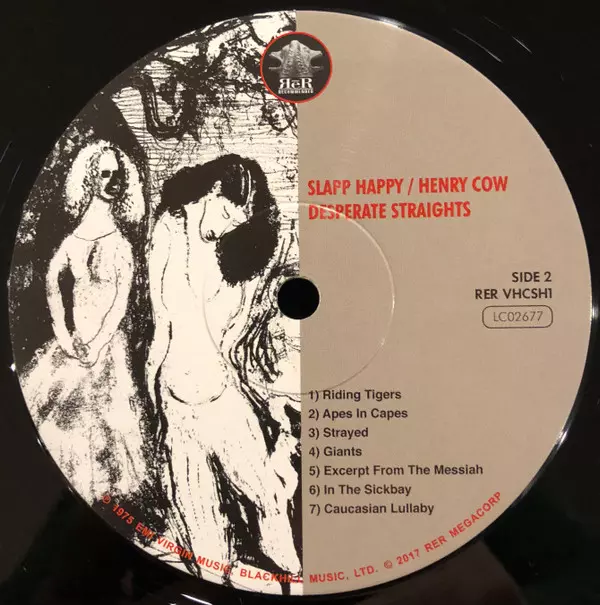 RēR
RECOMMENDED
SLAPP HAPPY / HENRY COW
DESPERATE STRAIGHTS
SIDE 2
RER VHCSH1
LC02677
1) Riding Tigers
2) Apes In Capes
3) Strayed
4) Giants
5) Excerpt From The Messiah
6) In The Sickbay
7) Caucasian Lullaby
© 1975 EMI VIRGIN MUSIC, BLACKHILL MUSIC, LTD. © 2017 RER MEGACORP